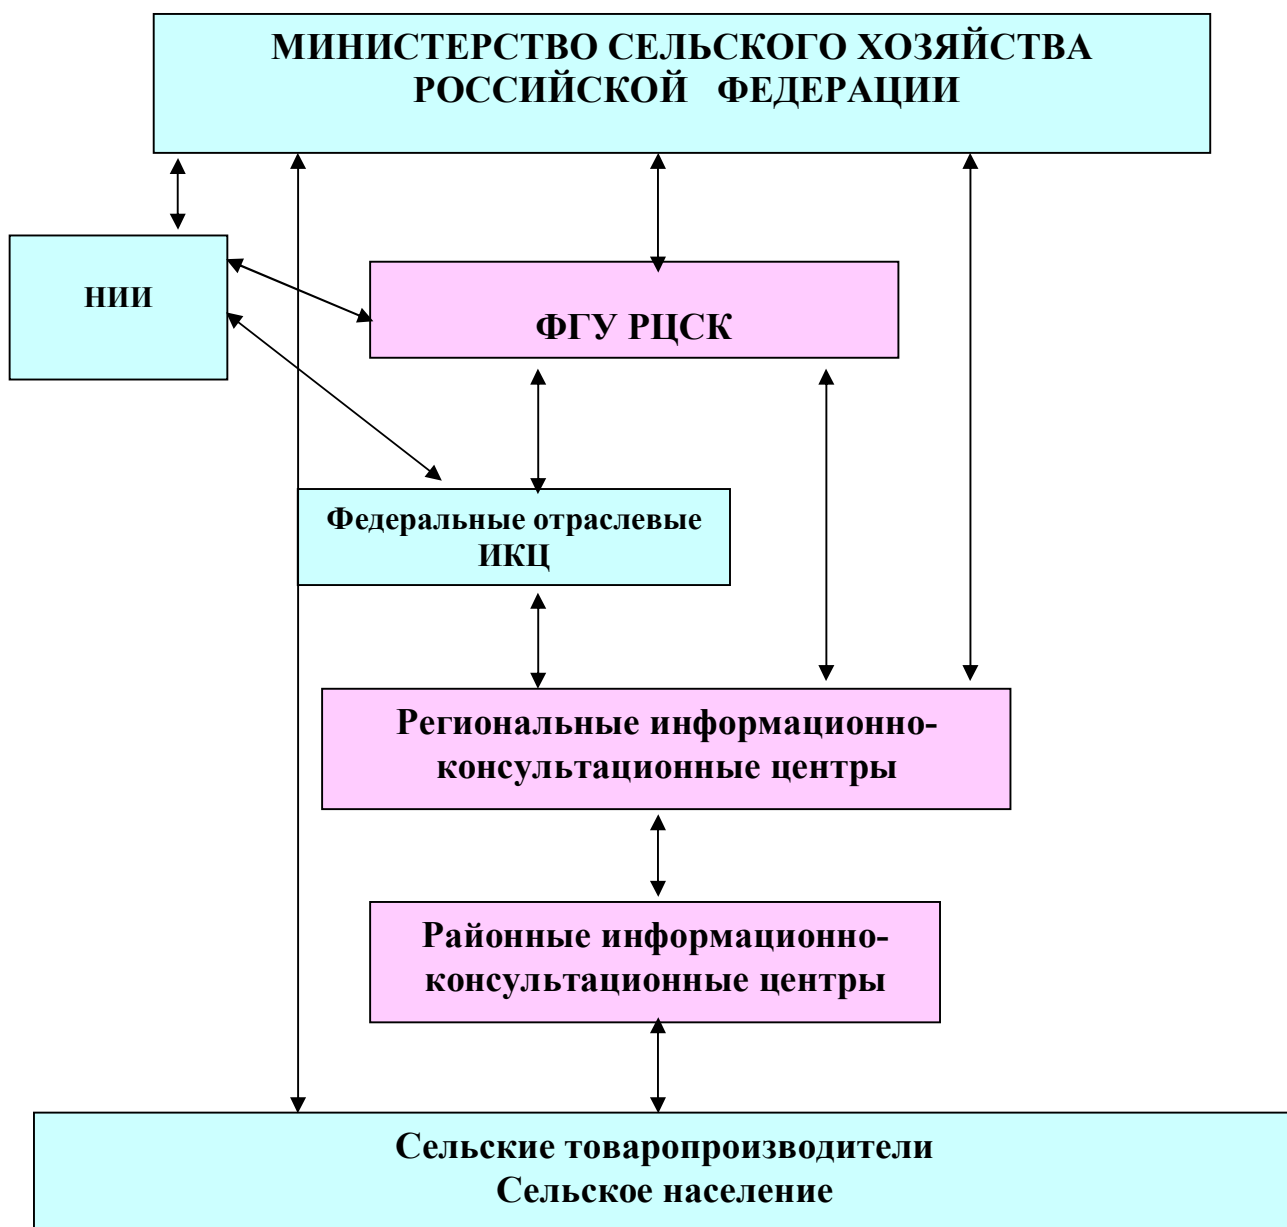 МИНИСТЕРСТВО СЕЛЬСКОГО ХОЗЯЙСТВА
РОССИЙСКОЙ ФЕДЕРАЦИИ
НИИ
ФГУ РЦСК
Федеральные отраслевые
ИКЦ
Региональные информационно-
консультационные центры
Районные информационно-
консультационные центры
Сельские товаропроизводители
Сельское население